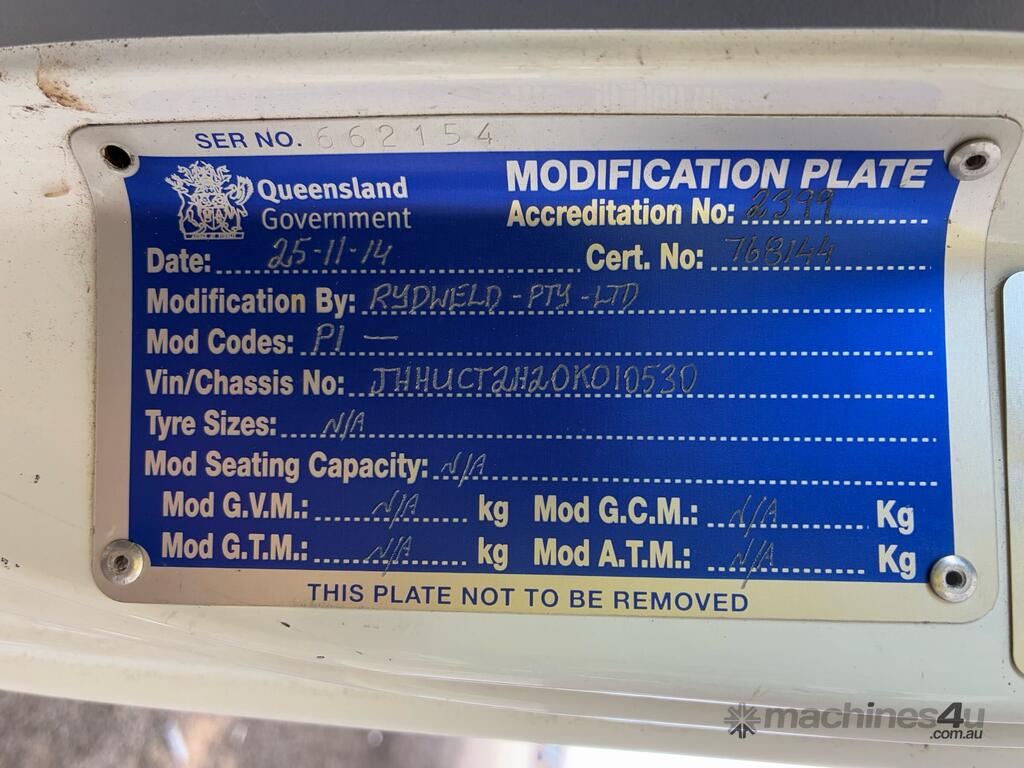 SER NO. 662154
Queensland Government
MODIFICATION PLATE
Accreditation No: 2399
Date: 25-11-14 Cert. No: 768144
Modification By: RYDWELD - PTY - LTD
Mod Codes: P1 —
Vin/Chassis No: JHHUCT2H20K010530
Tyre Sizes: N/A
Mod Seating Capacity: N/A
Mod G.V.M.: N/A kg Mod G.C.M.: N/A Kg
Mod G.T.M.: N/A kg Mod A.T.M.: N/A Kg
THIS PLATE NOT TO BE REMOVED
machines4u
.com.au